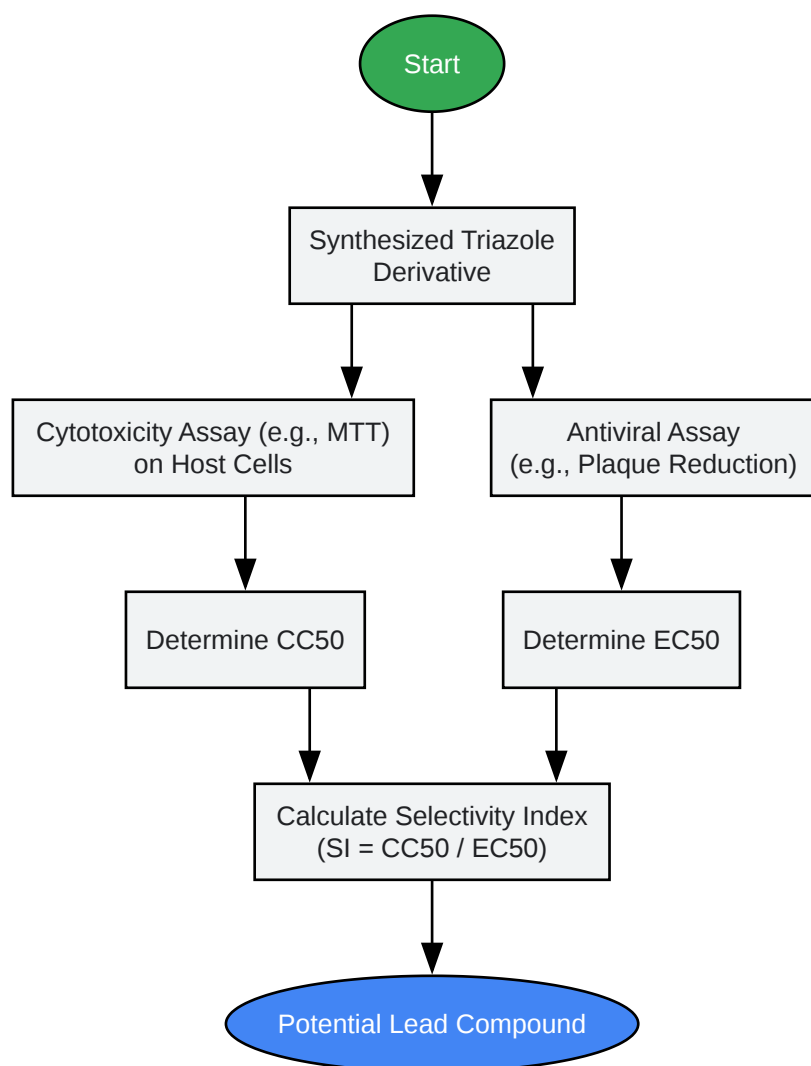 Start
Synthesized Triazole
Derivative
Cytotoxicity Assay (e.g., MTT)
on Host Cells
Antiviral Assay
(e.g., Plaque Reduction)
Determine CC50
Determine EC50
Calculate Selectivity Index
(SI = CC50 / EC50)
Potential Lead Compound